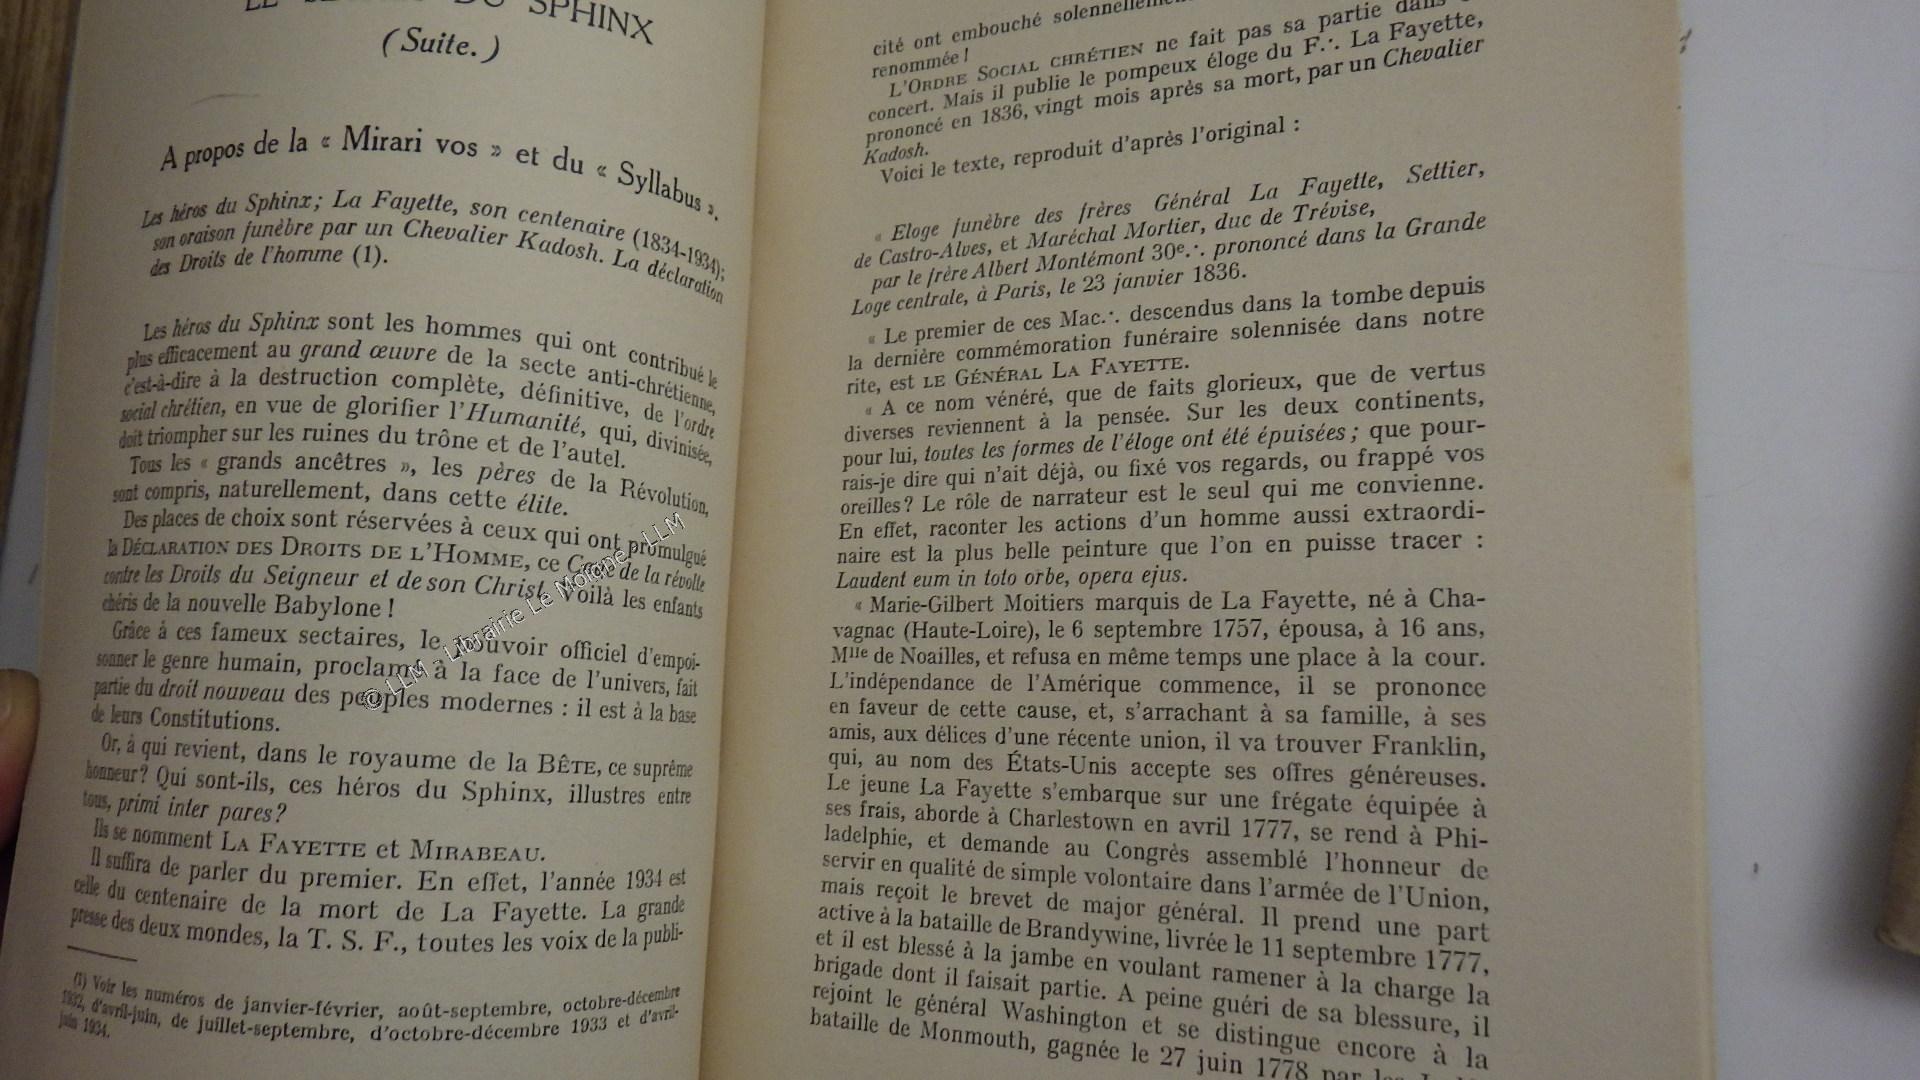 DU SPHINX
(Suite.)
A propos de la « Mirari vos » et du « Syllabus ».
Les héros du Sphinx; La Fayette, son centenaire (1834-1934);
son oraison funèbre par un Chevalier Kadosh. La déclaration
des Droits de l'homme (1).
Les héros du Sphinx sont les hommes qui ont contribué le
plus efficacement au grand œuvre de la secte anti-chrétienne,
c'est-à-dire à la destruction complète, définitive, de l'ordre
social chrétien, en vue de glorifier l'Humanité, qui, divinisée,
doit triompher sur les ruines du trône et de l'autel.
Tous les « grands ancêtres », les pères de la Révolution,
sont compris, naturellement, dans cette élite.
Des places de choix sont réservées à ceux qui ont promulgué
la DÉCLARATION DES DROITS DE L'HOMME, ce Code de la révolte
contre les Droits du Seigneur et de son Christ. Voilà les enfants
chéris de la nouvelle Babylone !
Grâce à ces fameux sectaires, le pouvoir officiel d'empoi-
sonner le genre humain, proclamé à la face de l'univers, fait
partie du droit nouveau des peuples modernes : il est à la base
de leurs Constitutions.
Or, à qui revient, dans le royaume de la BÊTE, ce suprême
honneur? Qui sont-ils, ces héros du Sphinx, illustres entre
tous, primi inter pares?
Ils se nomment LA FAYETTE et MIRABEAU.
Il suffira de parler du premier. En effet, l'année 1934 est
celle du centenaire de la mort de La Fayette. La grande
presse des deux mondes, la T. S. F., toutes les voix de la publi-
(1) Voir les numéros de janvier-février, août-septembre, octobre-décembre
1932, d'avril-juin, de juillet-septembre, d'octobre-décembre 1933 et d'avril-
juin 1934.
© LLM - Librairie Le Moigne - LLM
cité ont embouché solennellement
renommée !
L'ORDRE SOCIAL CHRÉTIEN ne fait pas sa partie dans
concert. Mais il publie le pompeux éloge du F∴ La Fayette,
prononcé en 1836, vingt mois après sa mort, par un Chevalier
Kadosh.
Voici le texte, reproduit d'après l'original :
« Eloge funèbre des frères Général La Fayette, Settier,
de Castro-Alves, et Maréchal Mortier, duc de Trévise,
par le frère Albert Montémont 30e∴ prononcé dans la Grande
Loge centrale, à Paris, le 23 janvier 1836.
« Le premier de ces Mac∴ descendus dans la tombe depuis
la dernière commémoration funéraire solennisée dans notre
rite, est LE GÉNÉRAL LA FAYETTE.
« A ce nom vénéré, que de faits glorieux, que de vertus
diverses reviennent à la pensée. Sur les deux continents,
pour lui, toutes les formes de l'éloge ont été épuisées ; que pour-
rais-je dire qui n'ait déjà, ou fixé vos regards, ou frappé vos
oreilles? Le rôle de narrateur est le seul qui me convienne.
En effet, raconter les actions d'un homme aussi extraordi-
naire est la plus belle peinture que l'on en puisse tracer :
Laudent eum in toto orbe, opera ejus.
« Marie-Gilbert Moitiers marquis de La Fayette, né à Cha-
vagnac (Haute-Loire), le 6 septembre 1757, épousa, à 16 ans,
Mlle de Noailles, et refusa en même temps une place à la cour.
L'indépendance de l'Amérique commence, il se prononce
en faveur de cette cause, et, s'arrachant à sa famille, à ses
amis, aux délices d'une récente union, il va trouver Franklin,
qui, au nom des États-Unis accepte ses offres généreuses.
Le jeune La Fayette s'embarque sur une frégate équipée à
ses frais, aborde à Charlestown en avril 1777, se rend à Phi-
ladelphie, et demande au Congrès assemblé l'honneur de
servir en qualité de simple volontaire dans l'armée de l'Union,
mais reçoit le brevet de major général. Il prend une part
active à la bataille de Brandywine, livrée le 11 septembre 1777,
et il est blessé à la jambe en voulant ramener à la charge la
brigade dont il faisait partie. A peine guéri de sa blessure, il
rejoint le général Washington et se distingue encore à la
bataille de Monmouth, gagnée le 27 juin 1778 par les